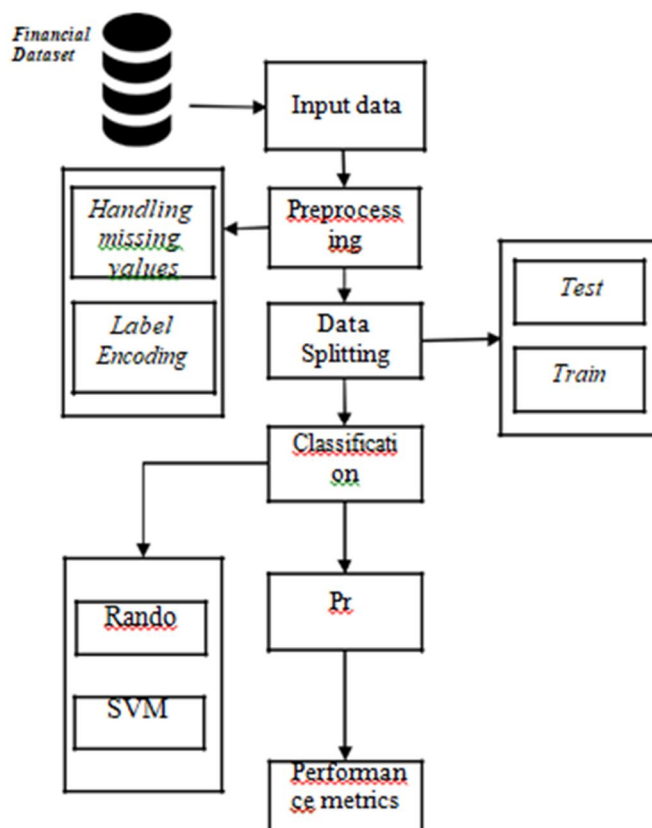 Financial
Dataset
Input data
Preprocess
ing
Handling
missing
values
Label
Encoding
Data
Splitting
Test
Train
Classificati
on
Rando
SVM
Pr
Performan
ce metrics